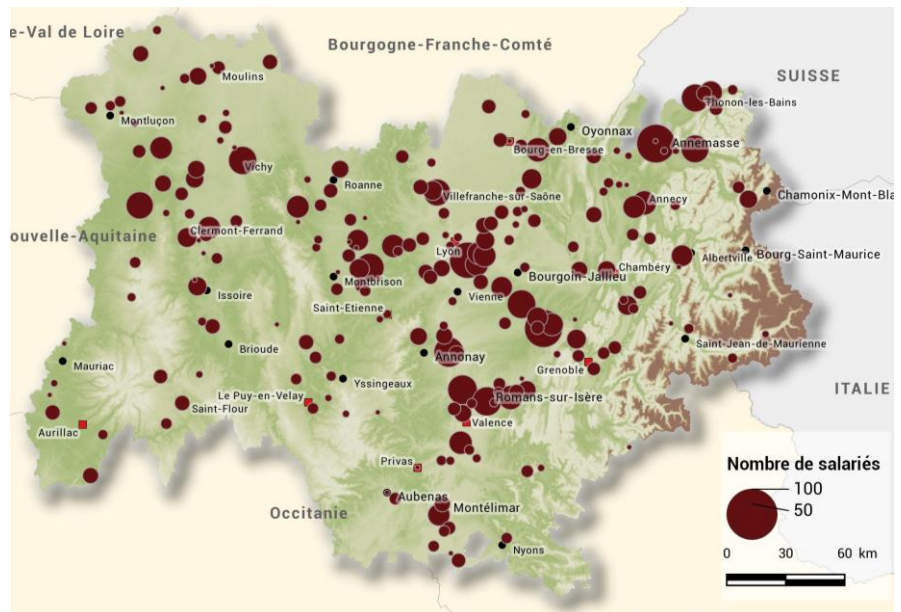 e-Val de Loire
Bourgogne-Franche-Comté
SUISSE
Moulins
Thonon-les-Bains
Montluçon
Oyonnax
Annemasse
Bourg-en-Bresse
Vichy
Roanne
Villefranche-sur-Saône
Annecy
Chamonix-Mont-Bla
ouvelle-Aquitaine
Clermont-Ferrand
Lyon
Bourg-Saint-Maurice
Albertville
Chambéry
Bourgoin-Jallieu
Montbrison
Issoire
Vienne
Saint-Etienne
Brioude
Saint-Jean-de-Maurienne
Annonay
Mauriac
Grenoble
Yssingeaux
ITALIE
Le Puy-en-Velay
Romans-sur-Isère
Saint-Flour
Valence
Aurillac
Privas
Nombre de salariés
100
50
Aubenas
Montélimar
Occitanie
Nyons
0 30 60 km